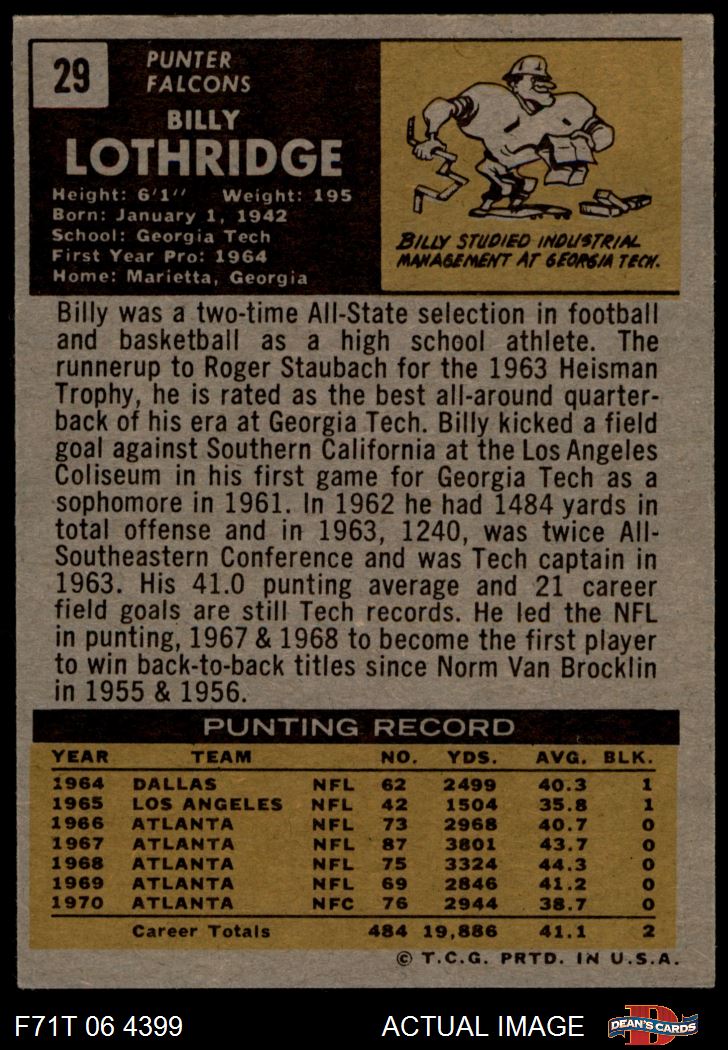 29
PUNTER
FALCONS
BILLY
LOTHRIDGE
Height: 6'1" Weight: 195
Born: January 1, 1942
School: Georgia Tech
First Year Pro: 1964
Home: Marietta, Georgia
BILLY STUDIED INDUSTRIAL
MANAGEMENT AT GEORGIA TECH.
Billy was a two-time All-State selection in football
and basketball as a high school athlete. The
runnerup to Roger Staubach for the 1963 Heisman
Trophy, he is rated as the best all-around quarter-
back of his era at Georgia Tech. Billy kicked a field
goal against Southern California at the Los Angeles
Coliseum in his first game for Georgia Tech as a
sophomore in 1961. In 1962 he had 1484 yards in
total offense and in 1963, 1240, was twice All-
Southeastern Conference and was Tech captain in
1963. His 41.0 punting average and 21 career
field goals are still Tech records. He led the NFL
in punting, 1967 & 1968 to become the first player
to win back-to-back titles since Norm Van Brocklin
in 1955 & 1956.
PUNTING RECORD
YEAR TEAM NO. YDS. AVG. BLK.
1964 DALLAS NFL 62 2499 40.3 1
1965 LOS ANGELES NFL 42 1504 35.8 1
1966 ATLANTA NFL 73 2968 40.7 0
1967 ATLANTA NFL 87 3801 43.7 0
1968 ATLANTA NFL 75 3324 44.3 0
1969 ATLANTA NFL 69 2846 41.2 0
1970 ATLANTA NFC 76 2944 38.7 0
Career Totals 484 19,886 41.1 2
© T.C.G. PRTD. IN U.S.A.
F71T 06 4399 ACTUAL IMAGE
D
DEAN'S CARDS